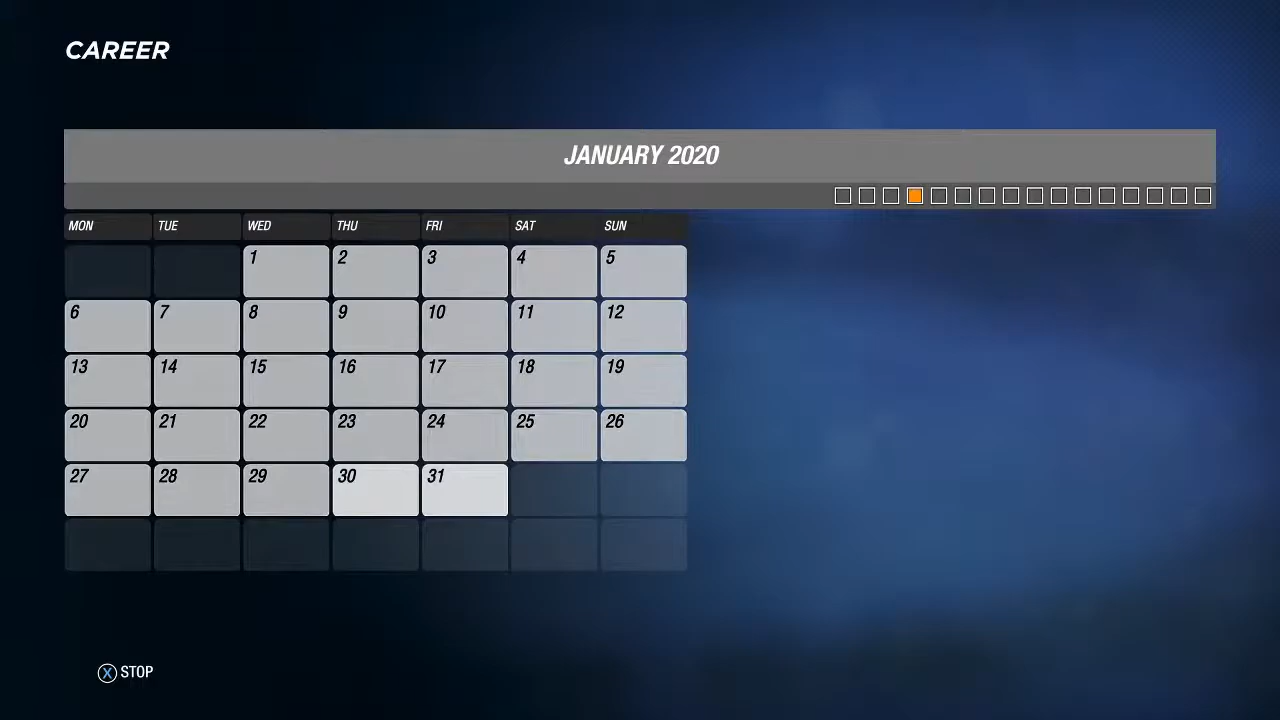 CAREER
JANUARY 2020
MON TUE WED THU FRI SAT SUN
1 2 3 4 5
6 7 8 9 10 11 12
13 14 15 16 17 18 19
20 21 22 23 24 25 26
27 28 29 30 31
X STOP